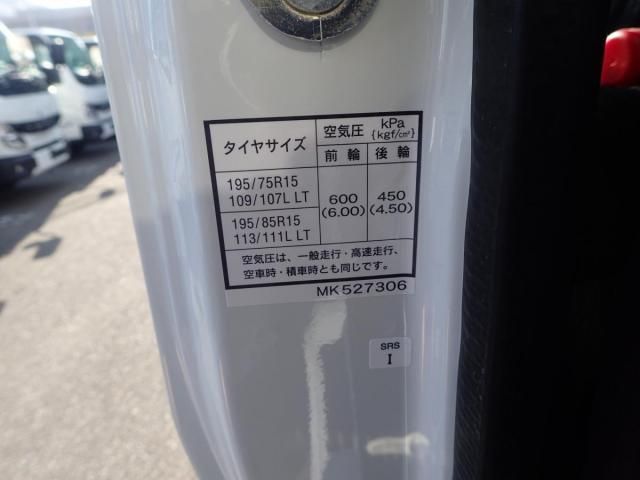 タイヤサイズ 空気圧 kPa {kgf/cm²}
前輪 後輪
195/75R15 109/107L LT 600 (6.00) 450 (4.50)
195/85R15 113/111L LT
空気圧は、一般走行・高速走行、
空車時・積車時とも同じです。
MK527306
SRS
I